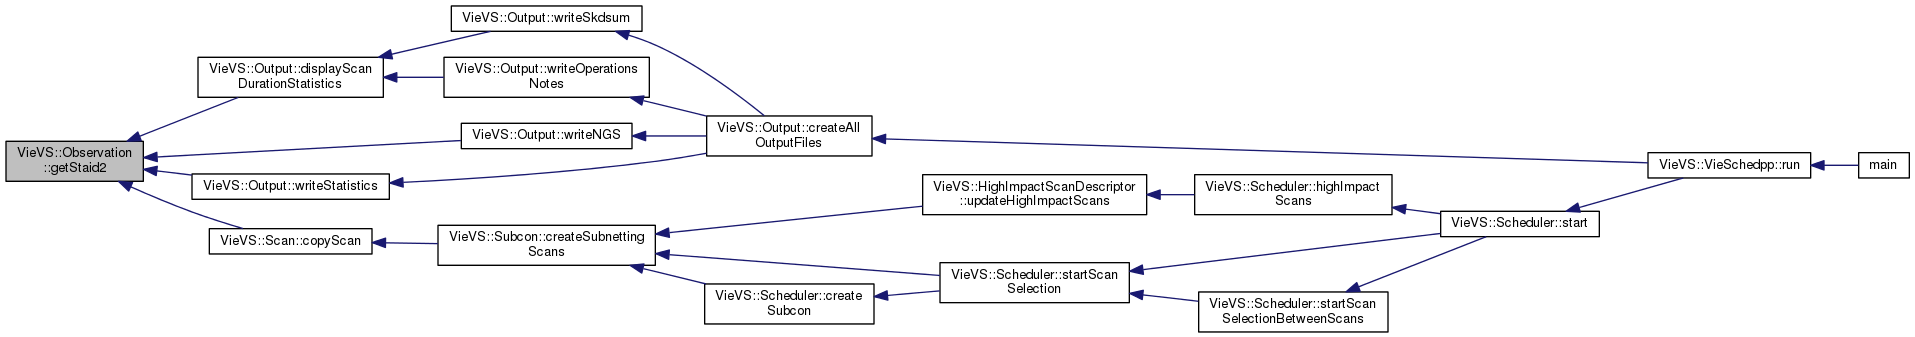 VieVS::Observation
::getStaid2
VieVS::Output::displayScan
DurationStatistics
VieVS::Output::writeSkdsum
VieVS::Output::writeOperations
Notes
VieVS::Output::writeNGS
VieVS::Output::writeStatistics
VieVS::Scan::copyScan
VieVS::Output::createAll
OutputFiles
VieVS::Subcon::createSubnetting
Scans
VieVS::HighImpactScanDescriptor
::updateHighImpactScans
VieVS::Scheduler::highImpact
Scans
VieVS::Scheduler::startScan
Selection
VieVS::Scheduler::create
Subcon
VieVS::Scheduler::startScan
SelectionBetweenScans
VieVS::Scheduler::start
VieVS::VieSchedpp::run
main